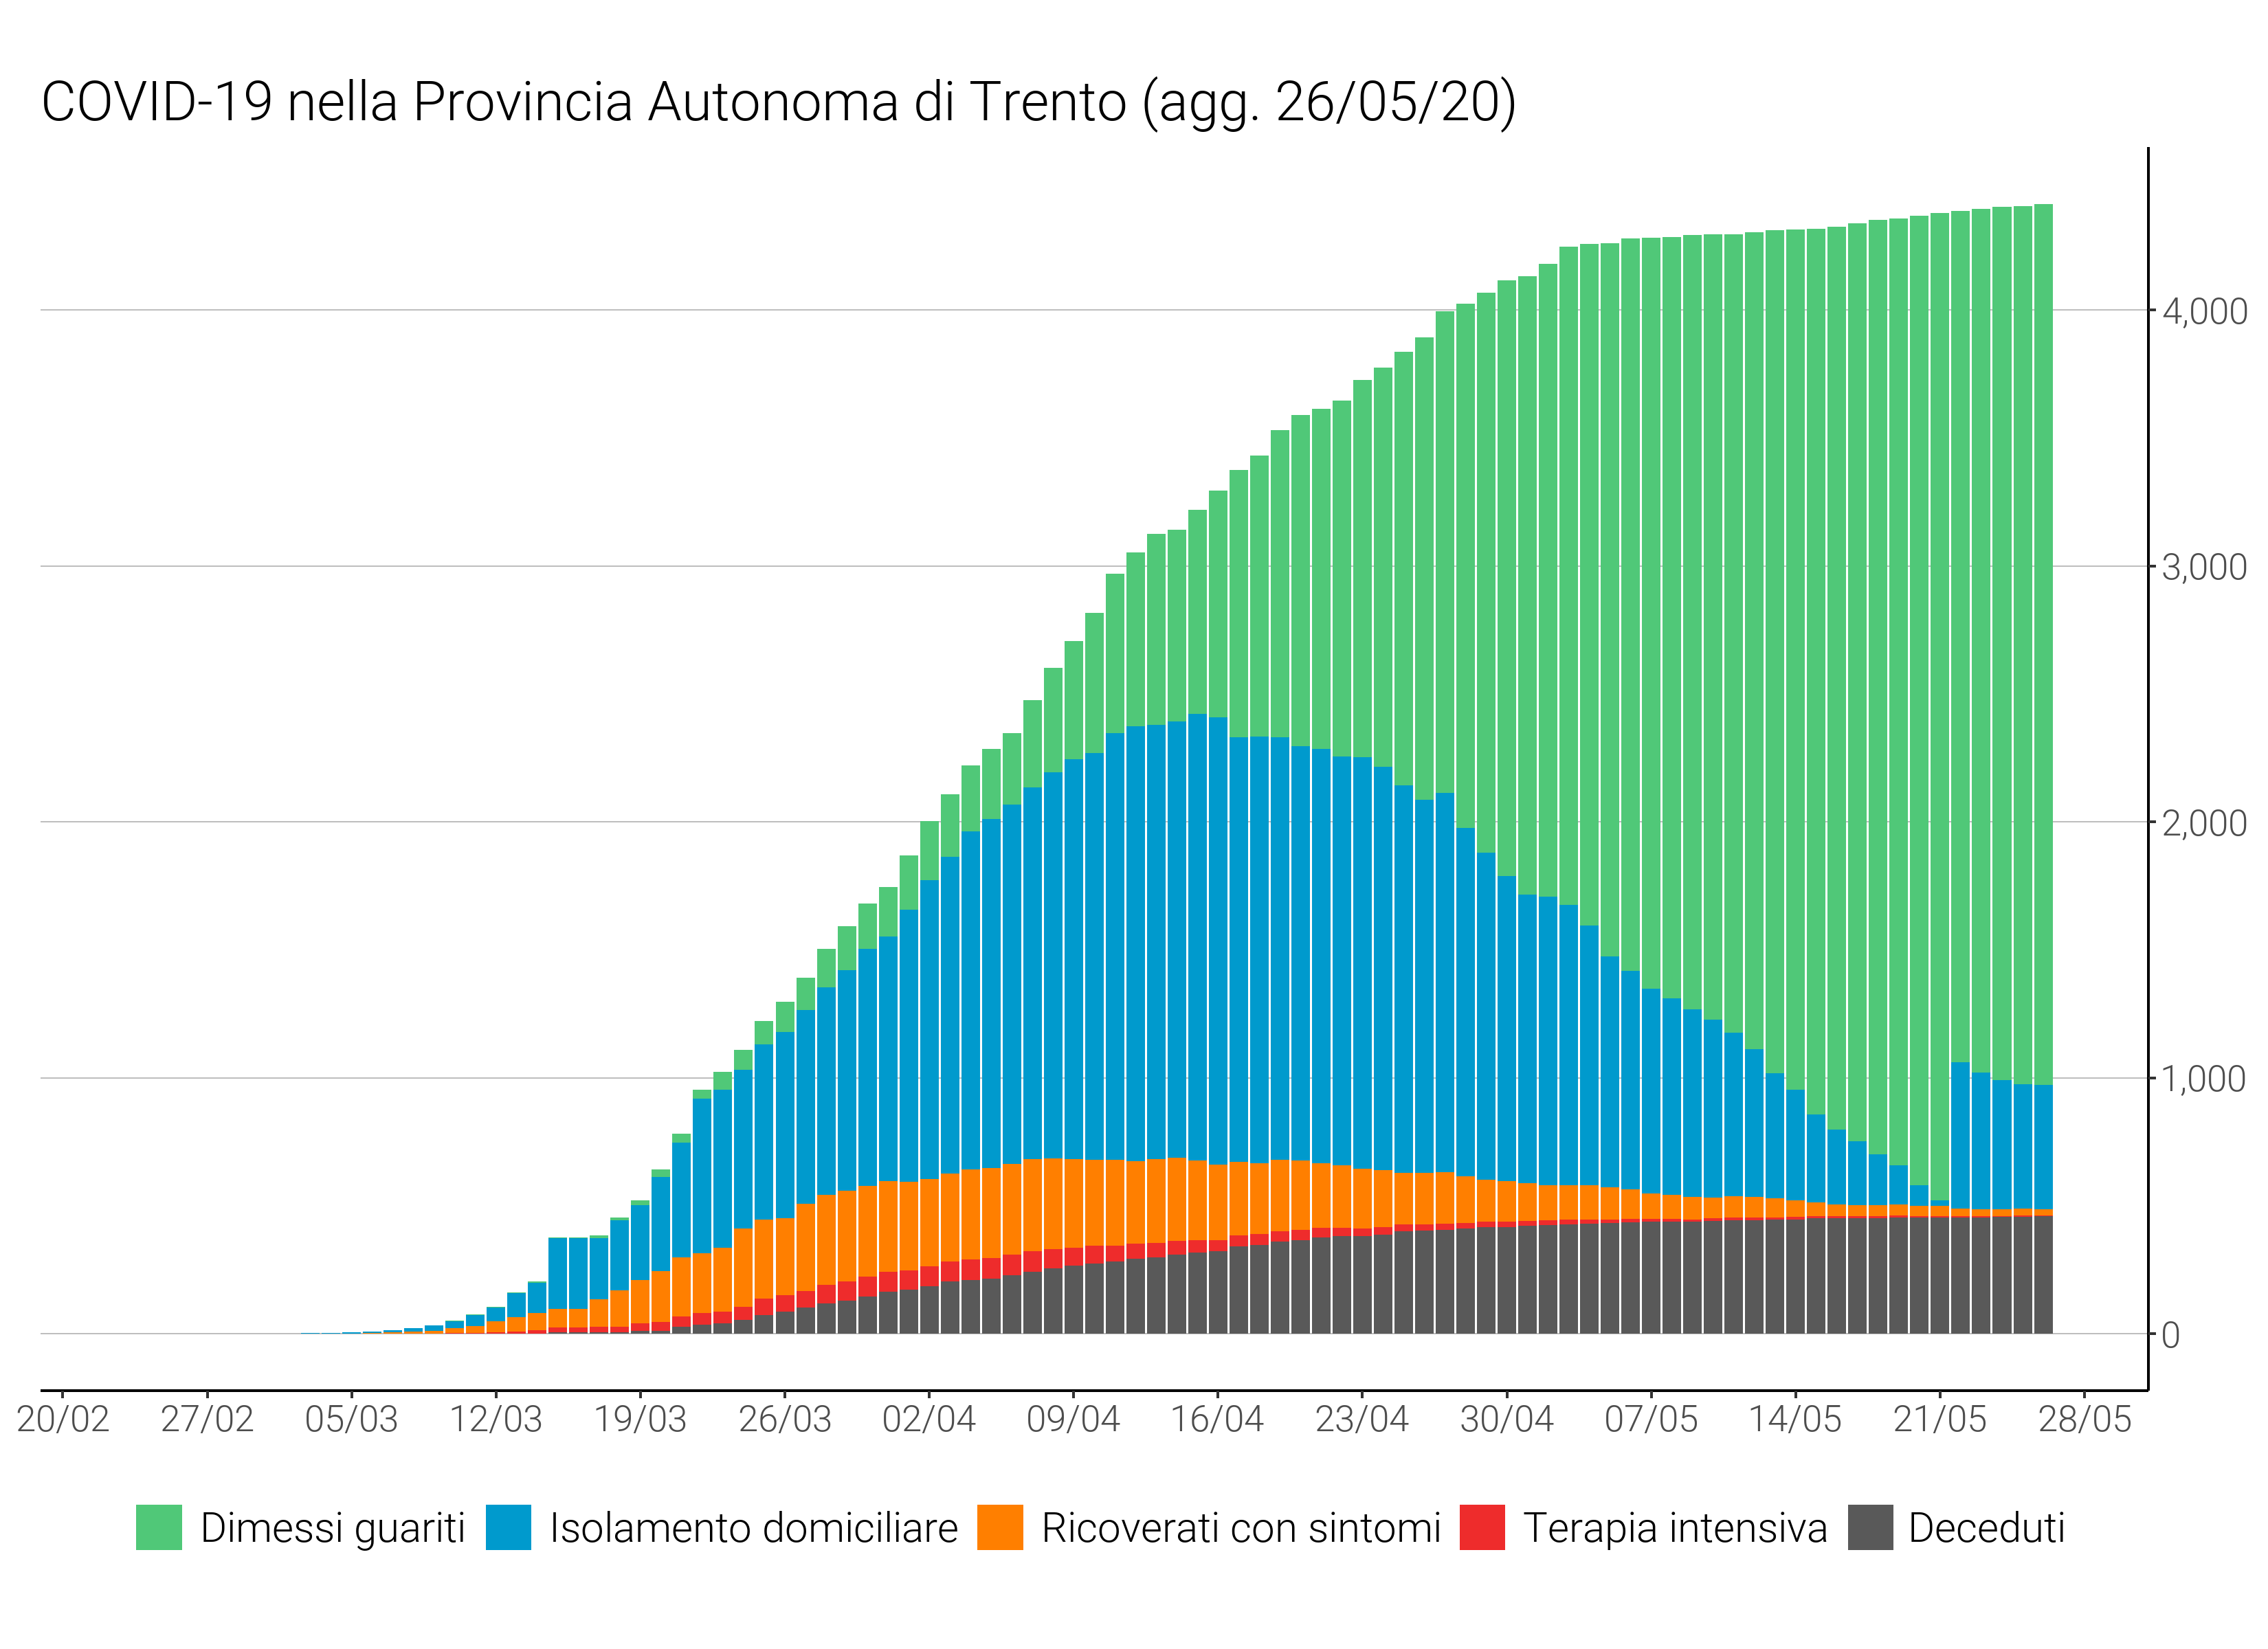 COVID-19 nella Provincia Autonoma di Trento (agg. 26/05/20)
4,000
3,000
2,000
1,000
0
20/02 27/02 05/03 12/03 19/03 26/03 02/04 09/04 16/04 23/04 30/04 07/05 14/05 21/05 28/05
Dimessi guariti Isolamento domiciliare Ricoverati con sintomi Terapia intensiva Deceduti